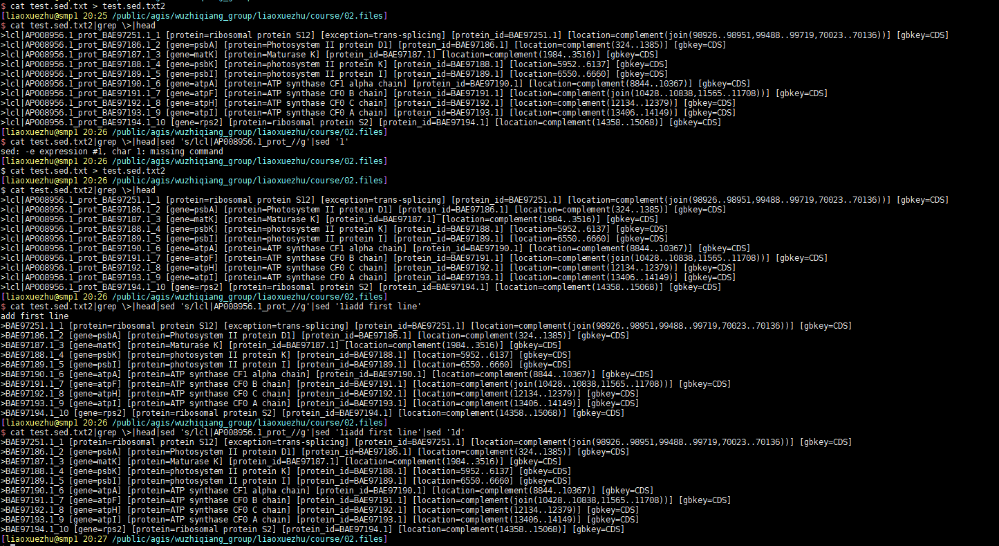 $ cat test.sed.txt > test.sed.txt2
[liaoxuezhu@smp1 20:25 /public/agis/wuzhiqiang_group/liaoxuezhu/course/02.files]
$ cat test.sed.txt2|grep \>|head
>lcl|AP008956.1_prot_BAE97251.1_1 [protein=ribosomal protein S12] [exception=trans-splicing] [protein_id=BAE97251.1] [location=complement(join(98926..98951,99488..99719,70023..70136))] [gbkey=CDS]
>lcl|AP008956.1_prot_BAE97186.1_2 [gene=psbA] [protein=Photosystem II protein D1] [protein_id=BAE97186.1] [location=complement(324..1385)] [gbkey=CDS]
>lcl|AP008956.1_prot_BAE97187.1_3 [gene=matK] [protein=Maturase K] [protein_id=BAE97187.1] [location=complement(1984..3516)] [gbkey=CDS]
>lcl|AP008956.1_prot_BAE97188.1_4 [gene=psbK] [protein=photosystem II protein K] [protein_id=BAE97188.1] [location=5952..6137] [gbkey=CDS]
>lcl|AP008956.1_prot_BAE97189.1_5 [gene=psbI] [protein=photosystem II protein I] [protein_id=BAE97189.1] [location=6550..6660] [gbkey=CDS]
>lcl|AP008956.1_prot_BAE97190.1_6 [gene=atpA] [protein=ATP synthase CF1 alpha chain] [protein_id=BAE97190.1] [location=complement(8844..10367)] [gbkey=CDS]
>lcl|AP008956.1_prot_BAE97191.1_7 [gene=atpF] [protein=ATP synthase CF0 B chain] [protein_id=BAE97191.1] [location=complement(join(10428..10838,11565..11708))] [gbkey=CDS]
>lcl|AP008956.1_prot_BAE97192.1_8 [gene=atpH] [protein=ATP synthase CF0 C chain] [protein_id=BAE97192.1] [location=complement(12134..12379)] [gbkey=CDS]
>lcl|AP008956.1_prot_BAE97193.1_9 [gene=atpI] [protein=ATP synthase CF0 A chain] [protein_id=BAE97193.1] [location=complement(13406..14149)] [gbkey=CDS]
>lcl|AP008956.1_prot_BAE97194.1_10 [gene=rps2] [protein=ribosomal protein S2] [protein_id=BAE97194.1] [location=complement(14358..15068)] [gbkey=CDS]
[liaoxuezhu@smp1 20:26 /public/agis/wuzhiqiang_group/liaoxuezhu/course/02.files]
$ cat test.sed.txt2|grep \>|head|sed 's/lcl|AP008956.1_prot_//g'|sed '1'
sed: -e expression #1, char 1: missing command
[liaoxuezhu@smp1 20:26 /public/agis/wuzhiqiang_group/liaoxuezhu/course/02.files]
$ cat test.sed.txt > test.sed.txt2
[liaoxuezhu@smp1 20:26 /public/agis/wuzhiqiang_group/liaoxuezhu/course/02.files]
$ cat test.sed.txt2|grep \>|head
>lcl|AP008956.1_prot_BAE97251.1_1 [protein=ribosomal protein S12] [exception=trans-splicing] [protein_id=BAE97251.1] [location=complement(join(98926..98951,99488..99719,70023..70136))] [gbkey=CDS]
>lcl|AP008956.1_prot_BAE97186.1_2 [gene=psbA] [protein=Photosystem II protein D1] [protein_id=BAE97186.1] [location=complement(324..1385)] [gbkey=CDS]
>lcl|AP008956.1_prot_BAE97187.1_3 [gene=matK] [protein=Maturase K] [protein_id=BAE97187.1] [location=complement(1984..3516)] [gbkey=CDS]
>lcl|AP008956.1_prot_BAE97188.1_4 [gene=psbK] [protein=photosystem II protein K] [protein_id=BAE97188.1] [location=5952..6137] [gbkey=CDS]
>lcl|AP008956.1_prot_BAE97189.1_5 [gene=psbI] [protein=photosystem II protein I] [protein_id=BAE97189.1] [location=6550..6660] [gbkey=CDS]
>lcl|AP008956.1_prot_BAE97190.1_6 [gene=atpA] [protein=ATP synthase CF1 alpha chain] [protein_id=BAE97190.1] [location=complement(8844..10367)] [gbkey=CDS]
>lcl|AP008956.1_prot_BAE97191.1_7 [gene=atpF] [protein=ATP synthase CF0 B chain] [protein_id=BAE97191.1] [location=complement(join(10428..10838,11565..11708))] [gbkey=CDS]
>lcl|AP008956.1_prot_BAE97192.1_8 [gene=atpH] [protein=ATP synthase CF0 C chain] [protein_id=BAE97192.1] [location=complement(12134..12379)] [gbkey=CDS]
>lcl|AP008956.1_prot_BAE97193.1_9 [gene=atpI] [protein=ATP synthase CF0 A chain] [protein_id=BAE97193.1] [location=complement(13406..14149)] [gbkey=CDS]
>lcl|AP008956.1_prot_BAE97194.1_10 [gene=rps2] [protein=ribosomal protein S2] [protein_id=BAE97194.1] [location=complement(14358..15068)] [gbkey=CDS]
[liaoxuezhu@smp1 20:26 /public/agis/wuzhiqiang_group/liaoxuezhu/course/02.files]
$ cat test.sed.txt2|grep \>|head|sed 's/lcl|AP008956.1_prot_//g'|sed '1iadd first line'
add first line
>BAE97251.1_1 [protein=ribosomal protein S12] [exception=trans-splicing] [protein_id=BAE97251.1] [location=complement(join(98926..98951,99488..99719,70023..70136))] [gbkey=CDS]
>BAE97186.1_2 [gene=psbA] [protein=Photosystem II protein D1] [protein_id=BAE97186.1] [location=complement(324..1385)] [gbkey=CDS]
>BAE97187.1_3 [gene=matK] [protein=Maturase K] [protein_id=BAE97187.1] [location=complement(1984..3516)] [gbkey=CDS]
>BAE97188.1_4 [gene=psbK] [protein=photosystem II protein K] [protein_id=BAE97188.1] [location=5952..6137] [gbkey=CDS]
>BAE97189.1_5 [gene=psbI] [protein=photosystem II protein I] [protein_id=BAE97189.1] [location=6550..6660] [gbkey=CDS]
>BAE97190.1_6 [gene=atpA] [protein=ATP synthase CF1 alpha chain] [protein_id=BAE97190.1] [location=complement(8844..10367)] [gbkey=CDS]
>BAE97191.1_7 [gene=atpF] [protein=ATP synthase CF0 B chain] [protein_id=BAE97191.1] [location=complement(join(10428..10838,11565..11708))] [gbkey=CDS]
>BAE97192.1_8 [gene=atpH] [protein=ATP synthase CF0 C chain] [protein_id=BAE97192.1] [location=complement(12134..12379)] [gbkey=CDS]
>BAE97193.1_9 [gene=atpI] [protein=ATP synthase CF0 A chain] [protein_id=BAE97193.1] [location=complement(13406..14149)] [gbkey=CDS]
>BAE97194.1_10 [gene=rps2] [protein=ribosomal protein S2] [protein_id=BAE97194.1] [location=complement(14358..15068)] [gbkey=CDS]
[liaoxuezhu@smp1 20:26 /public/agis/wuzhiqiang_group/liaoxuezhu/course/02.files]
$ cat test.sed.txt2|grep \>|head|sed 's/lcl|AP008956.1_prot_//g'|sed '1iadd first line'|sed '1d'
>BAE97251.1_1 [protein=ribosomal protein S12] [exception=trans-splicing] [protein_id=BAE97251.1] [location=complement(join(98926..98951,99488..99719,70023..70136))] [gbkey=CDS]
>BAE97186.1_2 [gene=psbA] [protein=Photosystem II protein D1] [protein_id=BAE97186.1] [location=complement(324..1385)] [gbkey=CDS]
>BAE97187.1_3 [gene=matK] [protein=Maturase K] [protein_id=BAE97187.1] [location=complement(1984..3516)] [gbkey=CDS]
>BAE97188.1_4 [gene=psbK] [protein=photosystem II protein K] [protein_id=BAE97188.1] [location=5952..6137] [gbkey=CDS]
>BAE97189.1_5 [gene=psbI] [protein=photosystem II protein I] [protein_id=BAE97189.1] [location=6550..6660] [gbkey=CDS]
>BAE97190.1_6 [gene=atpA] [protein=ATP synthase CF1 alpha chain] [protein_id=BAE97190.1] [location=complement(8844..10367)] [gbkey=CDS]
>BAE97191.1_7 [gene=atpF] [protein=ATP synthase CF0 B chain] [protein_id=BAE97191.1] [location=complement(join(10428..10838,11565..11708))] [gbkey=CDS]
>BAE97192.1_8 [gene=atpH] [protein=ATP synthase CF0 C chain] [protein_id=BAE97192.1] [location=complement(12134..12379)] [gbkey=CDS]
>BAE97193.1_9 [gene=atpI] [protein=ATP synthase CF0 A chain] [protein_id=BAE97193.1] [location=complement(13406..14149)] [gbkey=CDS]
>BAE97194.1_10 [gene=rps2] [protein=ribosomal protein S2] [protein_id=BAE97194.1] [location=complement(14358..15068)] [gbkey=CDS]
[liaoxuezhu@smp1 20:27 /public/agis/wuzhiqiang_group/liaoxuezhu/course/02.files]